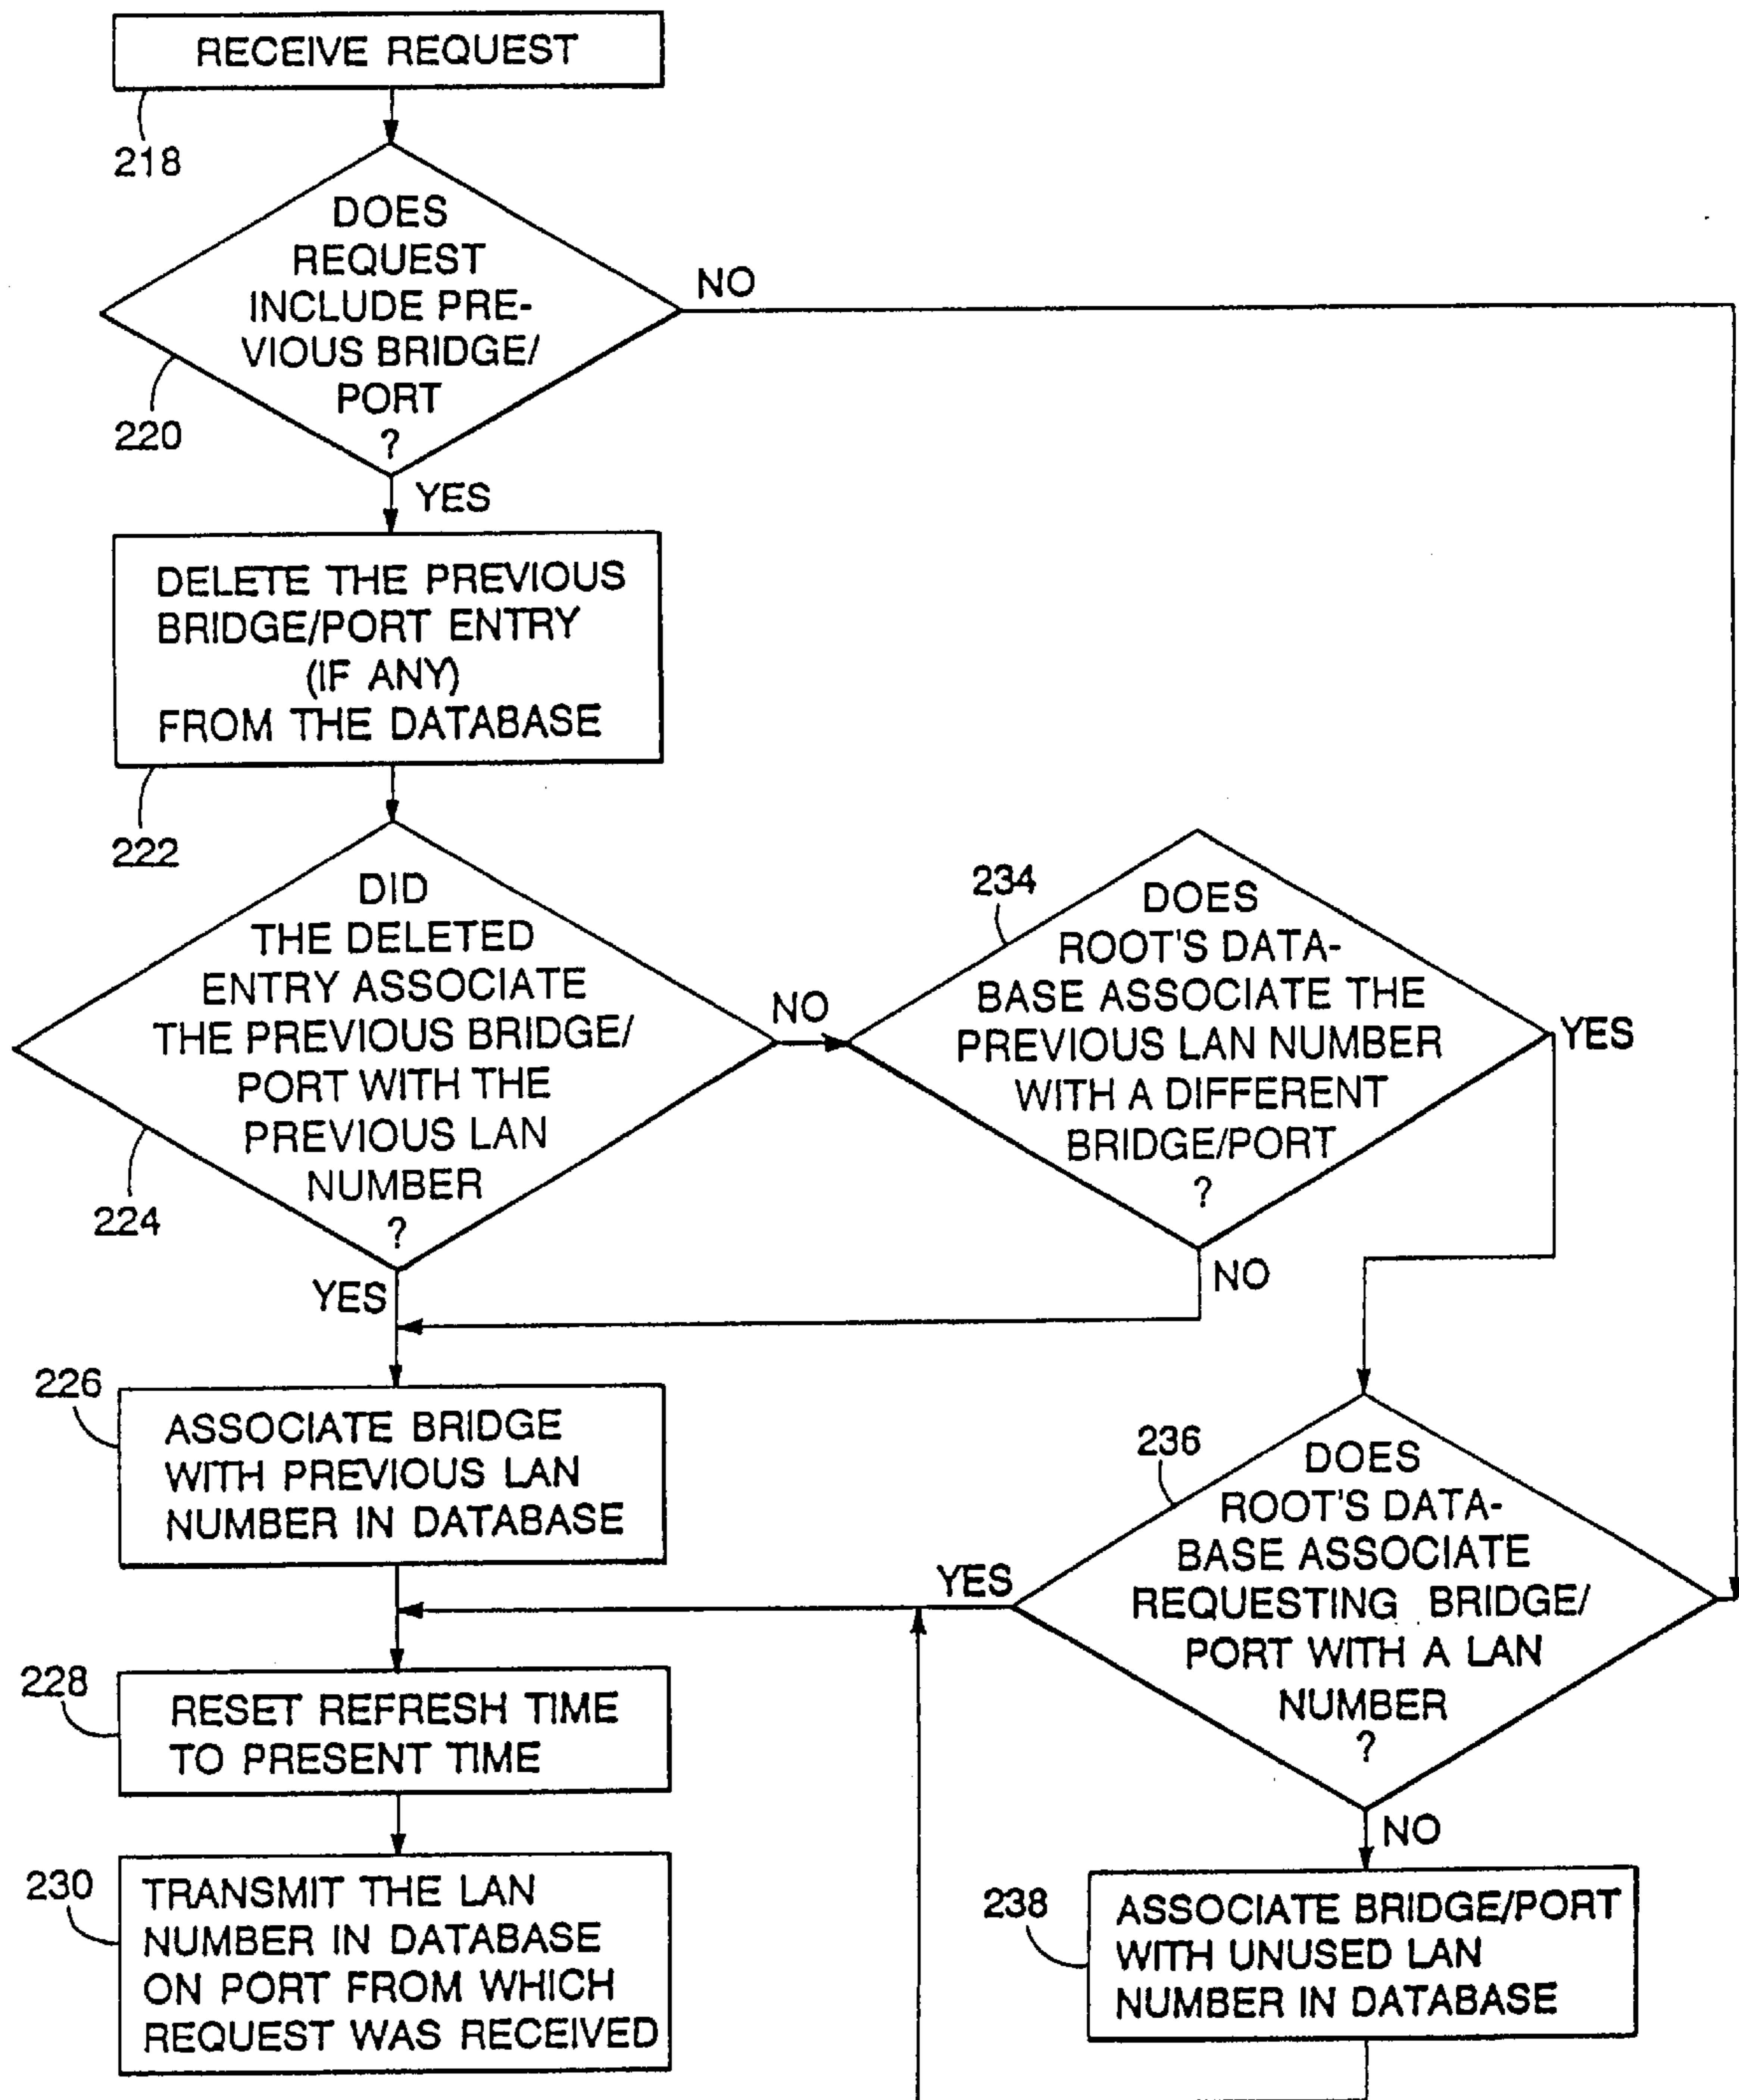 RECEIVE REQUEST
218
DOES
REQUEST
INCLUDE PRE-
VIOUS BRIDGE/
PORT
?
220
NO
YES
DELETE THE PREVIOUS
BRIDGE/PORT ENTRY
(IF ANY)
FROM THE DATABASE
222
DID
THE DELETED
ENTRY ASSOCIATE
THE PREVIOUS BRIDGE/
PORT WITH THE
PREVIOUS LAN
NUMBER
?
224
NO
YES
234
DOES
ROOT'S DATA-
BASE ASSOCIATE THE
PREVIOUS LAN NUMBER
WITH A DIFFERENT
BRIDGE/PORT
?
YES
NO
226
ASSOCIATE BRIDGE
WITH PREVIOUS LAN
NUMBER IN DATABASE
236
DOES
ROOT'S DATA-
BASE ASSOCIATE
REQUESTING BRIDGE/
PORT WITH A LAN
NUMBER
?
YES
NO
228
RESET REFRESH TIME
TO PRESENT TIME
230
TRANSMIT THE LAN
NUMBER IN DATABASE
ON PORT FROM WHICH
REQUEST WAS RECEIVED
238
ASSOCIATE BRIDGE/PORT
WITH UNUSED LAN
NUMBER IN DATABASE